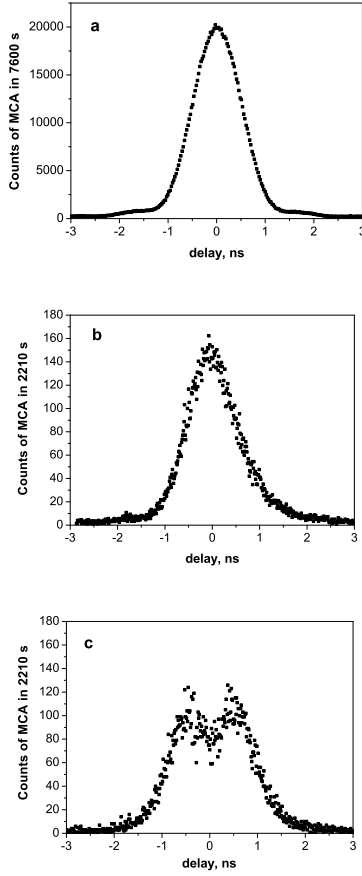 a
Counts of MCA in 7600 s
20000
15000
10000
5000
0
-3 -2 -1 0 1 2 3
delay, ns
b
Counts of MCA in 2210 s
180
160
140
120
100
80
60
40
20
0
-3 -2 -1 0 1 2 3
delay, ns
c
Counts of MCA in 2210 s
180
160
140
120
100
80
60
40
20
0
-3 -2 -1 0 1 2 3
delay, ns